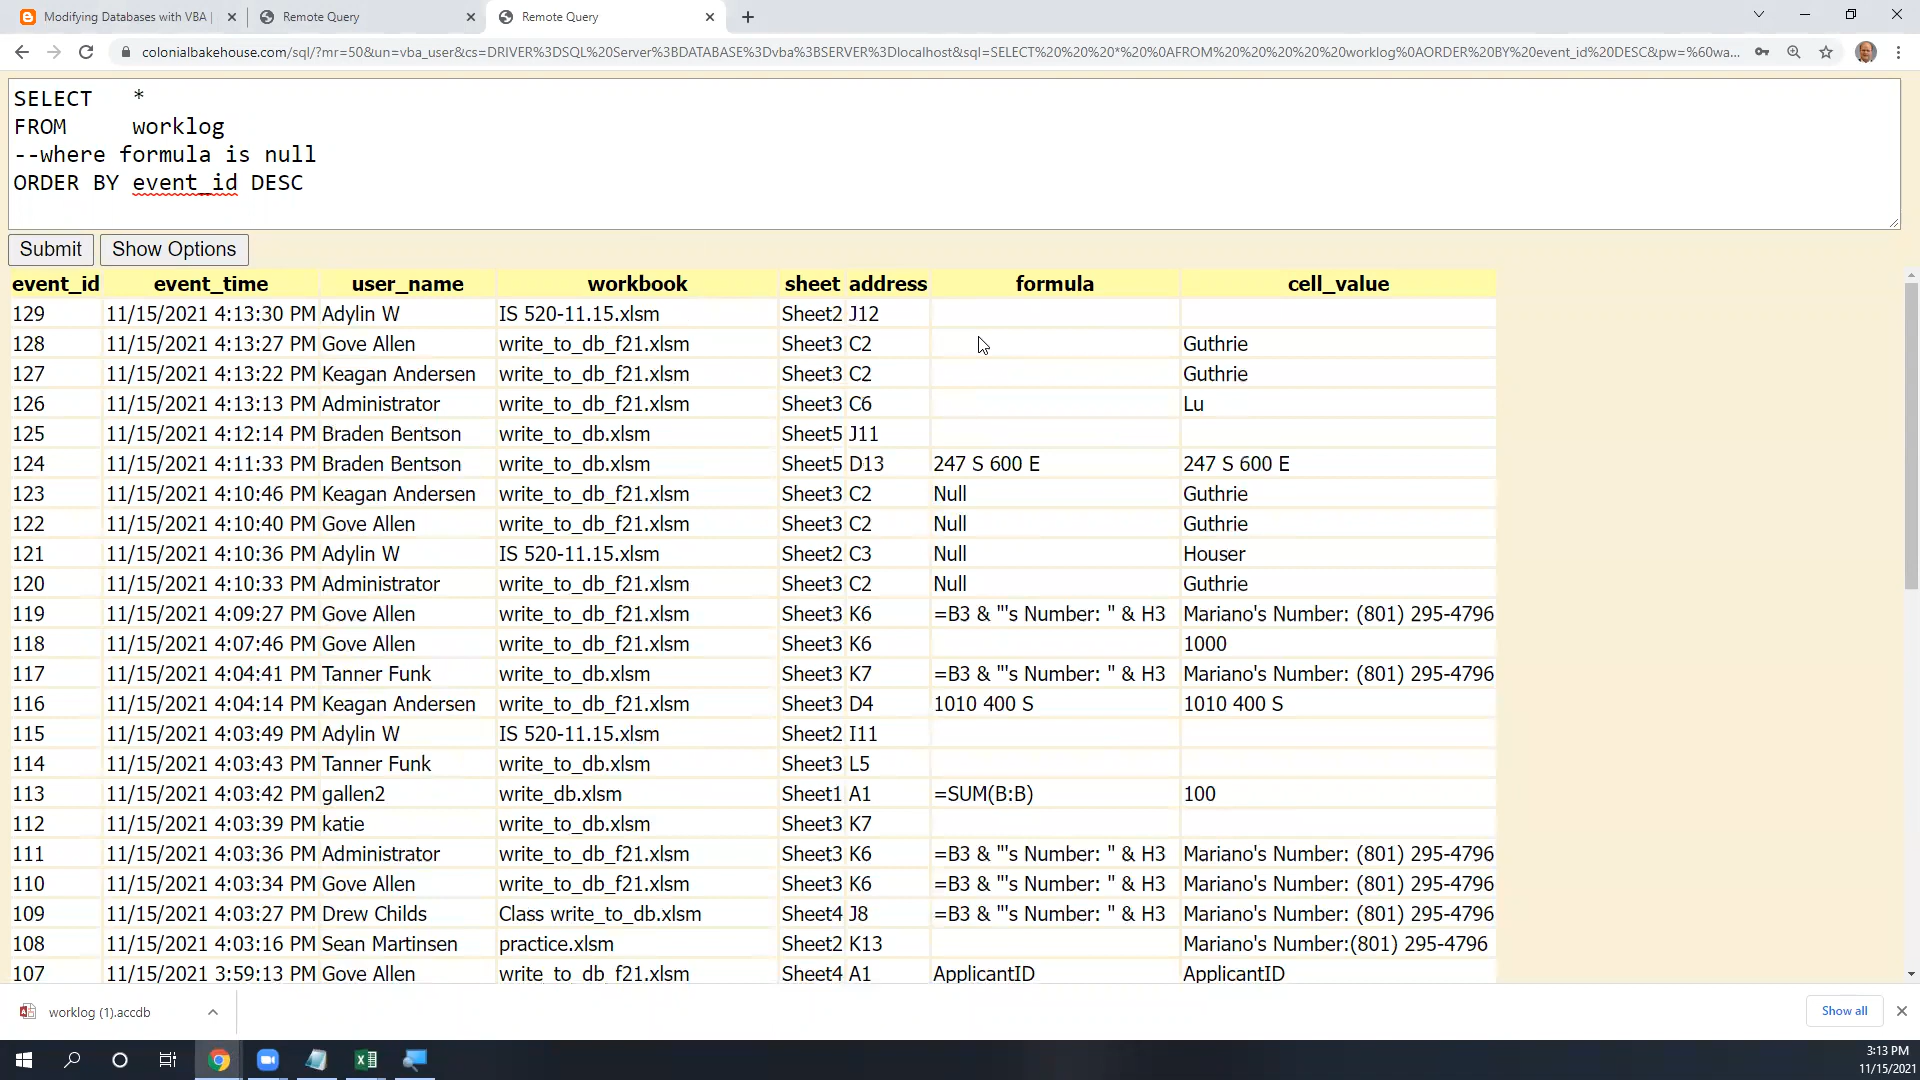 Modifying Databases with VBA |
Remote Query
Remote Query
colonialbakehouse.com/sql/?mr=50&un=vba_user&cs=DRIVER%3DSQL%20Server%3BDATABASE%3Dvba%3BSERVER%3Dlocalhost&sql=SELECT%20%20%20*%20%0AFROM%20%20%20%20%20worklog%0AORDER%20BY%20event_id%20DESC&pw=%60wa...
SELECT   *
FROM     worklog
--where formula is null
ORDER BY event_id DESC
Submit Show Options
event_id event_time user_name workbook sheet address formula cell_value
129 11/15/2021 4:13:30 PM Adylin W IS 520-11.15.xlsm Sheet2 J12
128 11/15/2021 4:13:27 PM Gove Allen write_to_db_f21.xlsm Sheet3 C2 Guthrie
127 11/15/2021 4:13:22 PM Keagan Andersen write_to_db_f21.xlsm Sheet3 C2 Guthrie
126 11/15/2021 4:13:13 PM Administrator write_to_db_f21.xlsm Sheet3 C6 Lu
125 11/15/2021 4:12:14 PM Braden Bentson write_to_db.xlsm Sheet5 J11
124 11/15/2021 4:11:33 PM Braden Bentson write_to_db.xlsm Sheet5 D13 247 S 600 E 247 S 600 E
123 11/15/2021 4:10:46 PM Keagan Andersen write_to_db_f21.xlsm Sheet3 C2 Null Guthrie
122 11/15/2021 4:10:40 PM Gove Allen write_to_db_f21.xlsm Sheet3 C2 Null Guthrie
121 11/15/2021 4:10:36 PM Adylin W IS 520-11.15.xlsm Sheet2 C3 Null Houser
120 11/15/2021 4:10:33 PM Administrator write_to_db_f21.xlsm Sheet3 C2 Null Guthrie
119 11/15/2021 4:09:27 PM Gove Allen write_to_db_f21.xlsm Sheet3 K6 =B3 & "'s Number: " & H3 Mariano's Number: (801) 295-4796
118 11/15/2021 4:07:46 PM Gove Allen write_to_db_f21.xlsm Sheet3 K6 1000
117 11/15/2021 4:04:41 PM Tanner Funk write_to_db.xlsm Sheet3 K7 =B3 & "'s Number: " & H3 Mariano's Number: (801) 295-4796
116 11/15/2021 4:04:14 PM Keagan Andersen write_to_db_f21.xlsm Sheet3 D4 1010 400 S 1010 400 S
115 11/15/2021 4:03:49 PM Adylin W IS 520-11.15.xlsm Sheet2 I11
114 11/15/2021 4:03:43 PM Tanner Funk write_to_db.xlsm Sheet3 L5
113 11/15/2021 4:03:42 PM gallen2 write_db.xlsm Sheet1 A1 =SUM(B:B) 100
112 11/15/2021 4:03:39 PM katie write_to_db.xlsm Sheet3 K7
111 11/15/2021 4:03:36 PM Administrator write_to_db_f21.xlsm Sheet3 K6 =B3 & "'s Number: " & H3 Mariano's Number: (801) 295-4796
110 11/15/2021 4:03:34 PM Gove Allen write_to_db_f21.xlsm Sheet3 K6 =B3 & "'s Number: " & H3 Mariano's Number: (801) 295-4796
109 11/15/2021 4:03:27 PM Drew Childs Class write_to_db.xlsm Sheet4 J8 =B3 & "'s Number: " & H3 Mariano's Number: (801) 295-4796
108 11/15/2021 4:03:16 PM Sean Martinsen practice.xlsm Sheet2 K13 Mariano's Number:(801) 295-4796
107 11/15/2021 3:59:13 PM Gove Allen write_to_db_f21.xlsm Sheet4 A1 ApplicantID ApplicantID
worklog (1).accdb
Show all
3:13 PM
11/15/2021